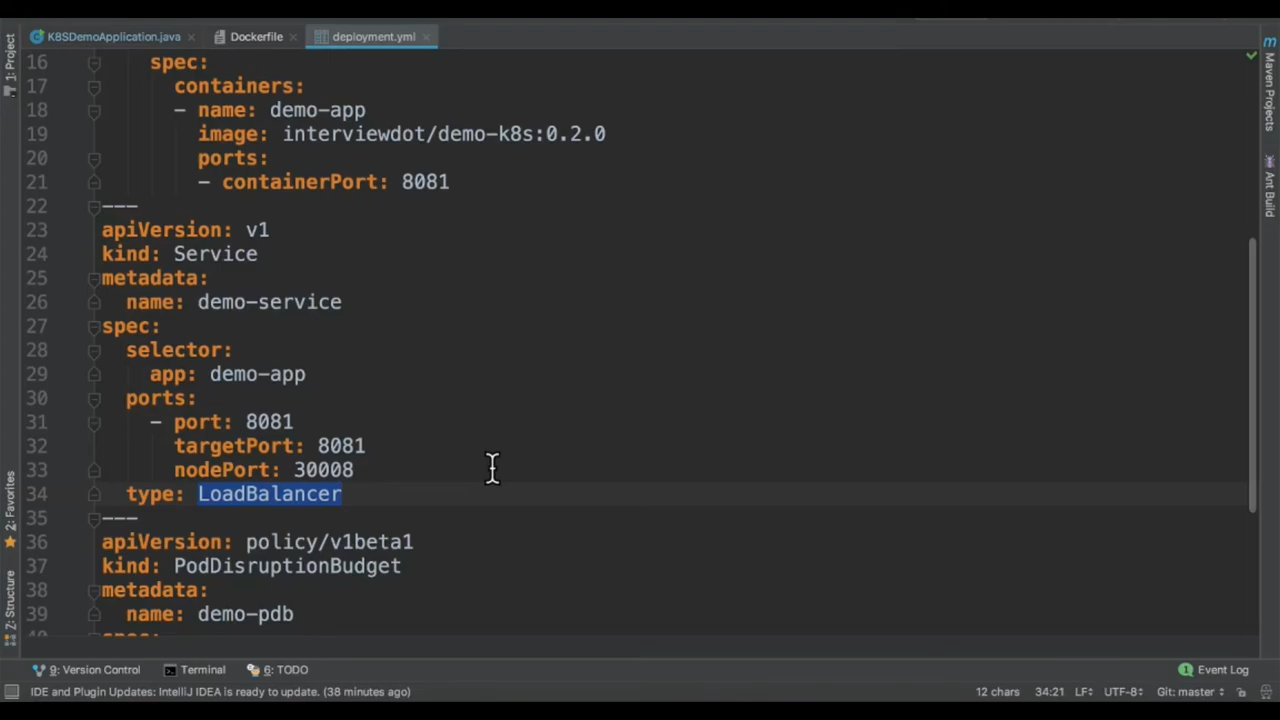 K8SDemoApplication.java
Dockerfile
deployment.yml
1: Project
2: Favorites
Z: Structure
Maven Projects
Ant Build
16 spec:
17 containers:
18 - name: demo-app
19 image: interviewdot/demo-k8s:0.2.0
20 ports:
21 - containerPort: 8081
22 ---
23 apiVersion: v1
24 kind: Service
25 metadata:
26 name: demo-service
27 spec:
28 selector:
29 app: demo-app
30 ports:
31 - port: 8081
32 targetPort: 8081
33 nodePort: 30008
34 type: LoadBalancer
35 ---
36 apiVersion: policy/v1beta1
37 kind: PodDisruptionBudget
38 metadata:
39 name: demo-pdb
9: Version Control
Terminal
6: TODO
1 Event Log
IDE and Plugin Updates: IntelliJ IDEA is ready to update. (38 minutes ago)
12 chars 34:21 LF UTF-8 Git: master